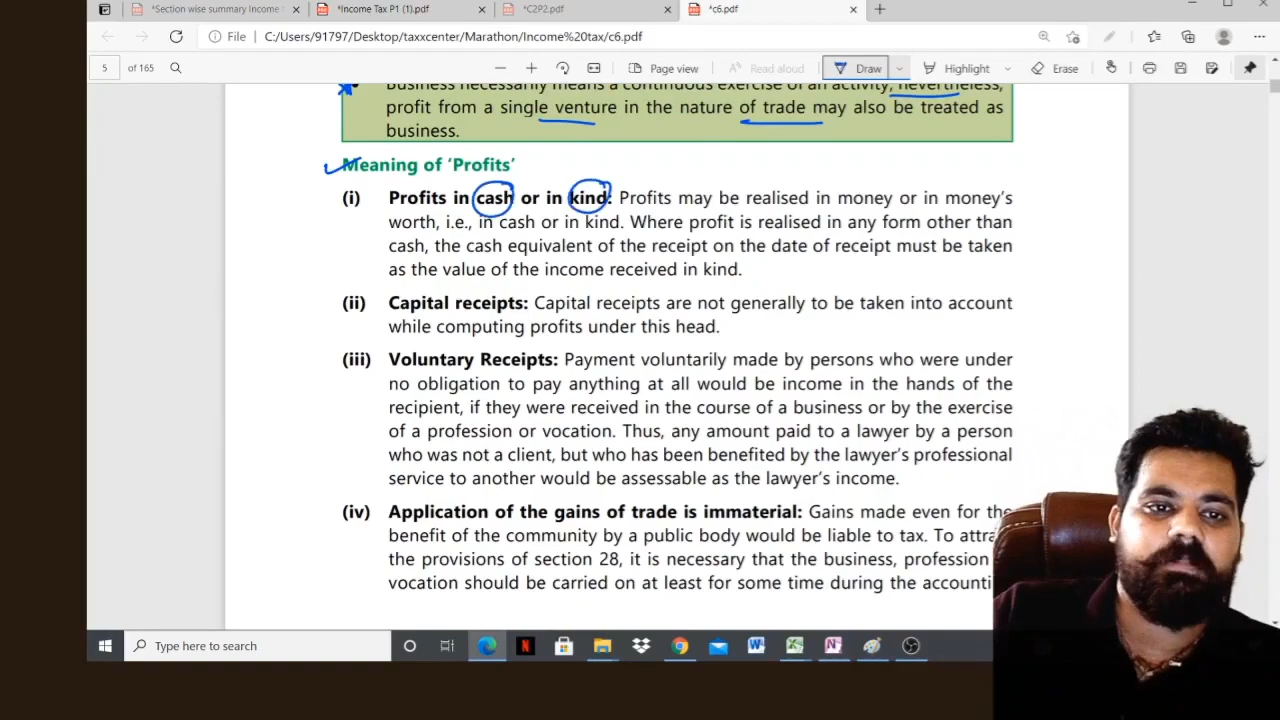 *Section wise summary Income
*Income Tax P1 (1).pdf
*C2P2.pdf
*c6.pdf
File
C:/Users/91797/Desktop/taxxcenter/Marathon/Income%20tax/c6.pdf
5 of 165
Page view
Read aloud
Draw
Highlight
Erase
Business necessarily means a continuous exercise of an activity, nevertheless,
profit from a single venture in the nature of trade may also be treated as
business.
Meaning of ‘Profits’
(i) Profits in cash or in kind: Profits may be realised in money or in money’s
worth, i.e., in cash or in kind. Where profit is realised in any form other than
cash, the cash equivalent of the receipt on the date of receipt must be taken
as the value of the income received in kind.
(ii) Capital receipts: Capital receipts are not generally to be taken into account
while computing profits under this head.
(iii) Voluntary Receipts: Payment voluntarily made by persons who were under
no obligation to pay anything at all would be income in the hands of the
recipient, if they were received in the course of a business or by the exercise
of a profession or vocation. Thus, any amount paid to a lawyer by a person
who was not a client, but who has been benefited by the lawyer’s professional
service to another would be assessable as the lawyer’s income.
(iv) Application of the gains of trade is immaterial: Gains made even for the
benefit of the community by a public body would be liable to tax. To attra
the provisions of section 28, it is necessary that the business, profession
vocation should be carried on at least for some time during the accounti
Type here to search